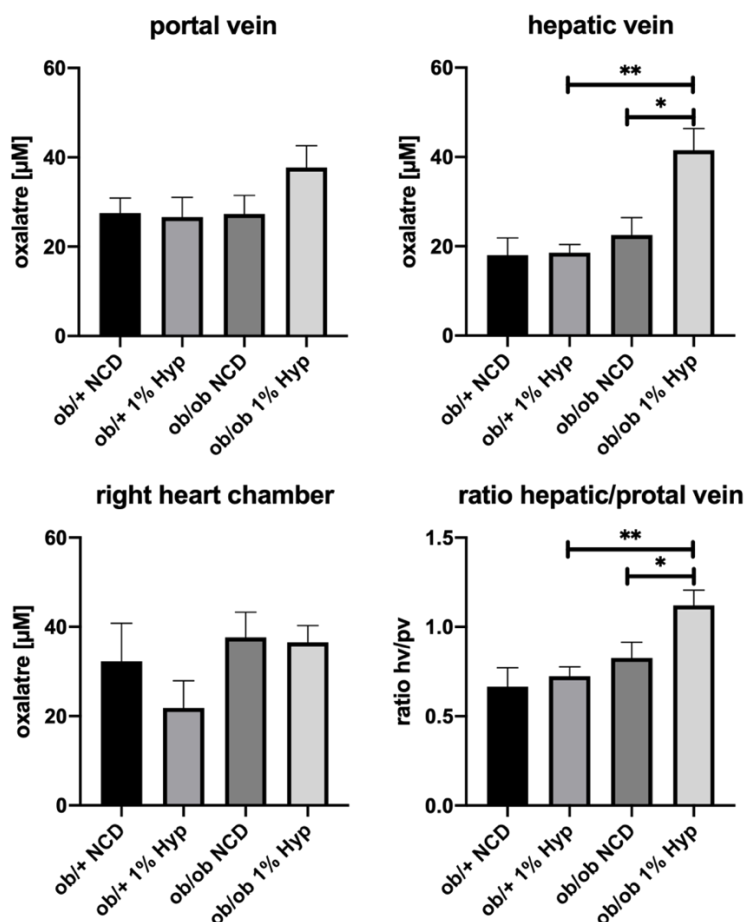 portal vein
60
40
20
0
oxalatre [µM]
ob/+ NCD
ob/+ 1% Hyp
ob/ob NCD
ob/ob 1% Hyp
hepatic vein
60
40
20
0
oxalatre [µM]
**
*
ob/+ NCD
ob/+ 1% Hyp
ob/ob NCD
ob/ob 1% Hyp
right heart chamber
60
40
20
0
oxalatre [µM]
ob/+ NCD
ob/+ 1% Hyp
ob/ob NCD
ob/ob 1% Hyp
ratio hepatic/protal vein
1.5
1.0
0.5
0.0
ratio hv/pv
**
*
ob/+ NCD
ob/+ 1% Hyp
ob/ob NCD
ob/ob 1% Hyp